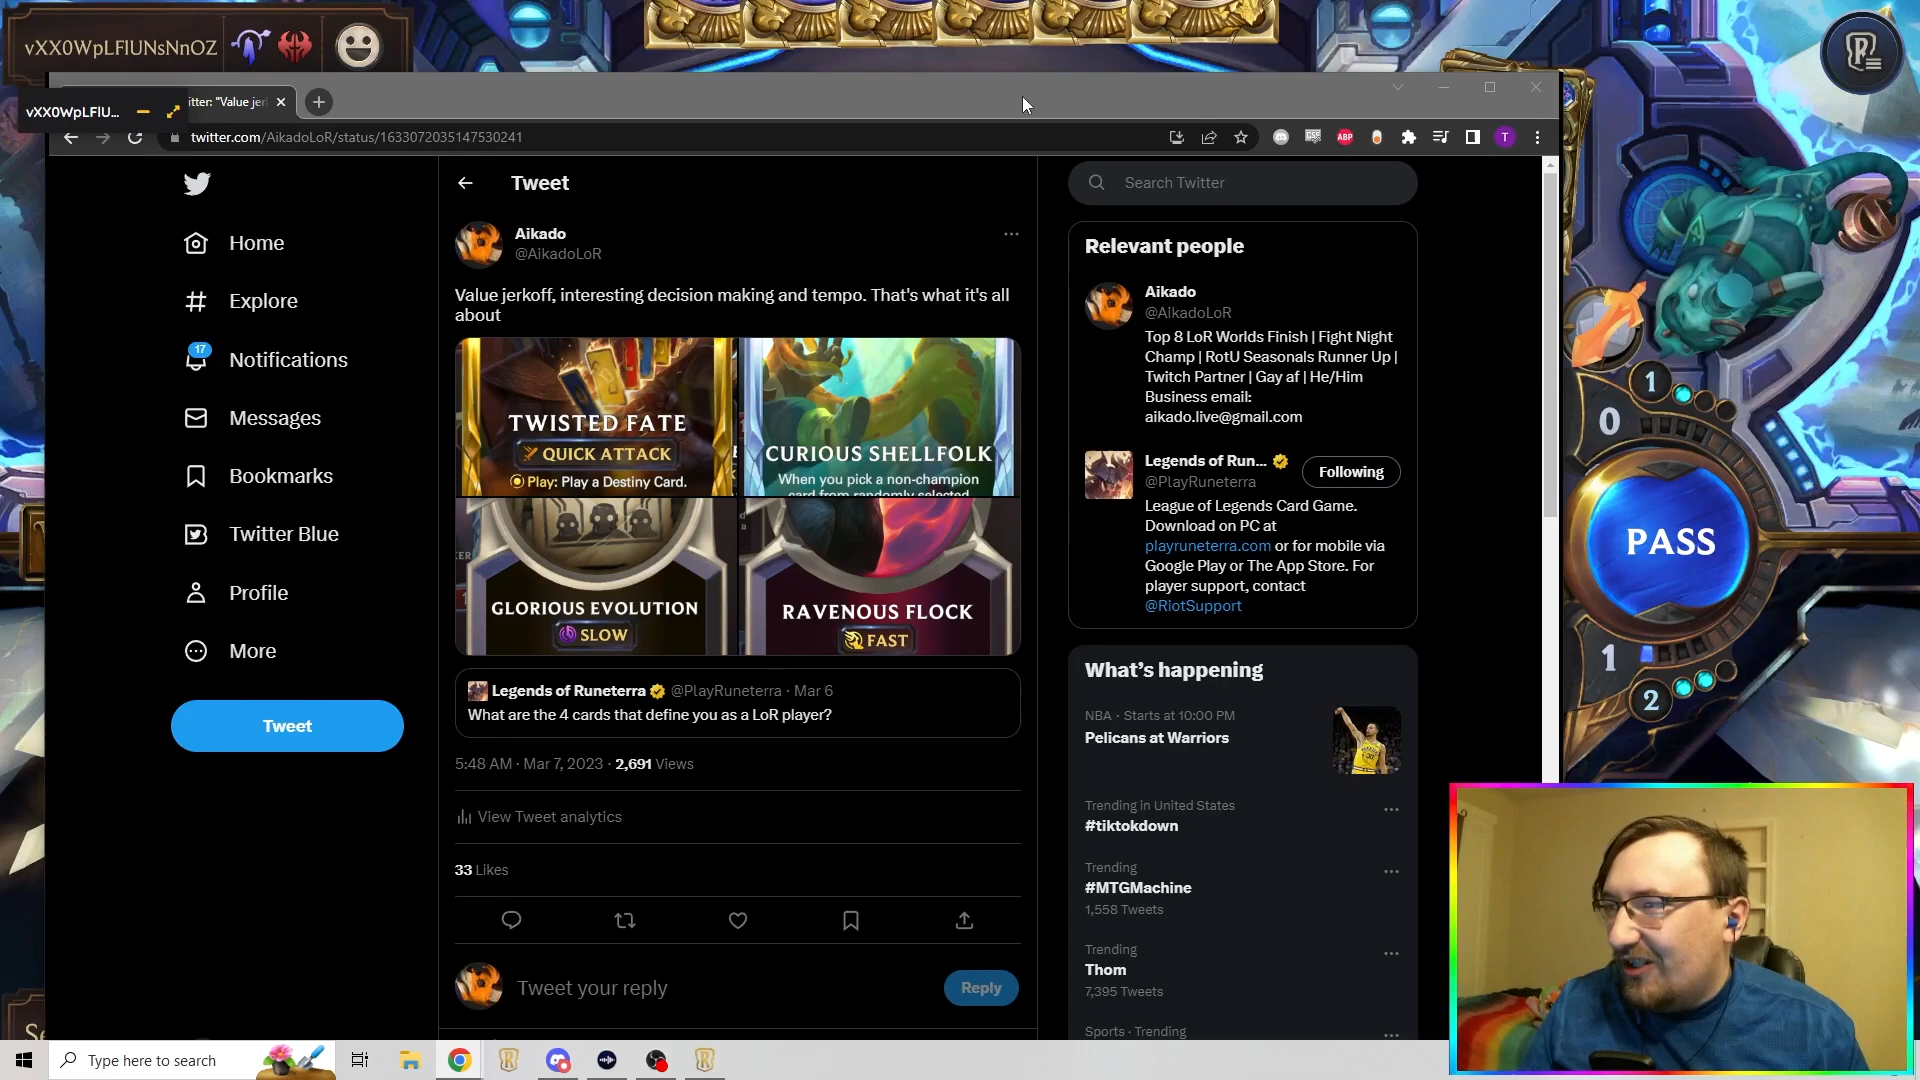 vXX0WpLFlUNsNnOZ
vXX0WpLFlU...
itter: "Value jer
twitter.com/AikadoLoR/status/1633072035147530241
ABP
T
Home
Explore
17
Notifications
Messages
Bookmarks
Twitter Blue
Profile
More
Tweet
Tweet
Aikado
@AikadoLoR
Value jerkoff, interesting decision making and tempo. That's what it's all
about
TWISTED FATE
QUICK ATTACK
Play: Play a Destiny Card.
CURIOUS SHELLFOLK
When you pick a non-champion
card from randomly selected
GLORIOUS EVOLUTION
SLOW
RAVENOUS FLOCK
FAST
Legends of Runeterra @PlayRuneterra · Mar 6
What are the 4 cards that define you as a LoR player?
5:48 AM · Mar 7, 2023 · 2,691 Views
View Tweet analytics
33 Likes
Tweet your reply
Reply
Search Twitter
Relevant people
Aikado
@AikadoLoR
Top 8 LoR Worlds Finish | Fight Night
Champ | RotU Seasonals Runner Up |
Twitch Partner | Gay af | He/Him
Business email:
aikado.live@gmail.com
Legends of Run...
@PlayRuneterra
Following
League of Legends Card Game.
Download on PC at
playruneterra.com or for mobile via
Google Play or The App Store. For
player support, contact
@RiotSupport
What's happening
NBA · Starts at 10:00 PM
Pelicans at Warriors
Trending in United States
#tiktokdown
Trending
#MTGMachine
1,558 Tweets
Trending
Thom
7,395 Tweets
Sports · Trending
1
0
PASS
1
2
Type here to search